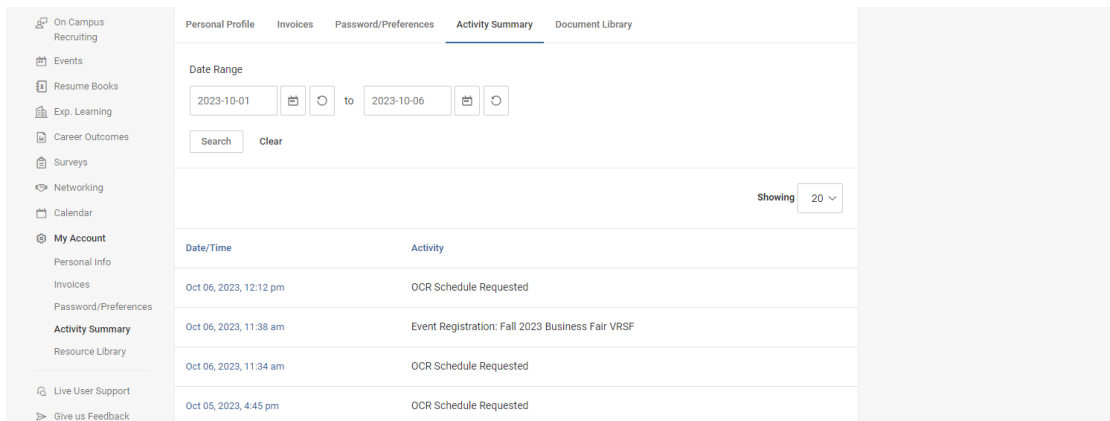 On Campus
Recruiting
Events
Resume Books
Exp. Learning
Career Outcomes
Surveys
Networking
Calendar
My Account
Personal Info
Invoices
Password/Preferences
Activity Summary
Resource Library
Live User Support
Give us Feedback
Personal Profile Invoices Password/Preferences Activity Summary Document Library
Date Range
2023-10-01 to 2023-10-06
Search Clear
Showing 20
Date/Time Activity
Oct 06, 2023, 12:12 pm OCR Schedule Requested
Oct 06, 2023, 11:38 am Event Registration: Fall 2023 Business Fair VRSF
Oct 06, 2023, 11:34 am OCR Schedule Requested
Oct 05, 2023, 4:45 pm OCR Schedule Requested